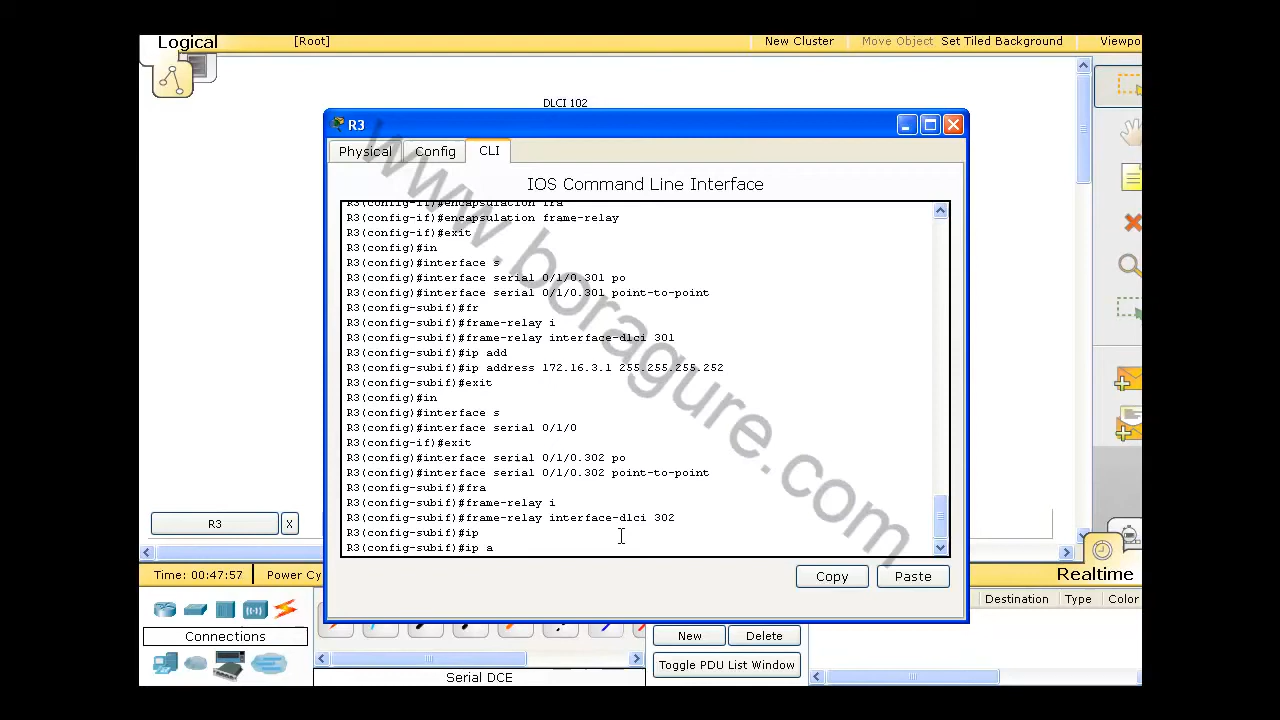 Logical
[Root]
New Cluster
Move Object
Set Tiled Background
Viewpo
DLCI 102
R3
Physical
Config
CLI
IOS Command Line Interface
R3(config-if)#encapsulation fra
R3(config-if)#encapsulation frame-relay
R3(config-if)#exit
R3(config)#in
R3(config)#interface s
R3(config)#interface serial 0/1/0.301 po
R3(config)#interface serial 0/1/0.301 point-to-point
R3(config-subif)#fr
R3(config-subif)#frame-relay i
R3(config-subif)#frame-relay interface-dlci 301
R3(config-subif)#ip add
R3(config-subif)#ip address 172.16.3.1 255.255.255.252
R3(config-subif)#exit
R3(config)#in
R3(config)#interface s
R3(config)#interface serial 0/1/0
R3(config-if)#exit
R3(config)#interface serial 0/1/0.302 po
R3(config)#interface serial 0/1/0.302 point-to-point
R3(config-subif)#fra
R3(config-subif)#frame-relay i
R3(config-subif)#frame-relay interface-dlci 302
R3(config-subif)#ip
R3(config-subif)#ip a
www.boragure.com
Copy
Paste
R3
X
Time: 00:47:57
Power Cy
Realtime
Destination
Type
Color
Connections
New
Delete
Toggle PDU List Window
Serial DCE